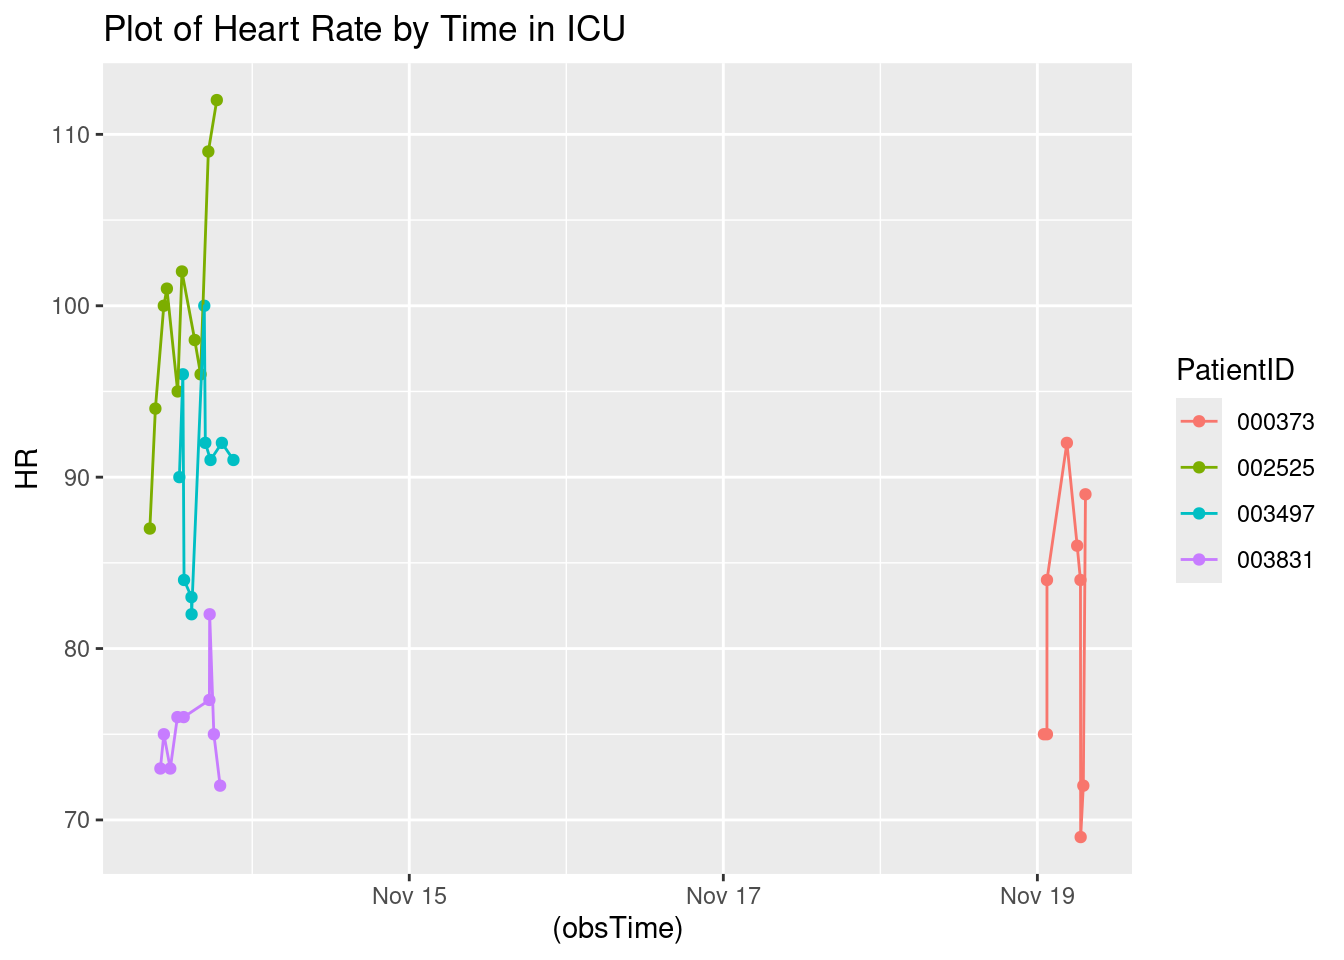 Plot of Heart Rate by Time in ICU
110
100
90
80
70
HR
Nov 15
Nov 17
Nov 19
(obsTime)
PatientID
000373
002525
003497
003831